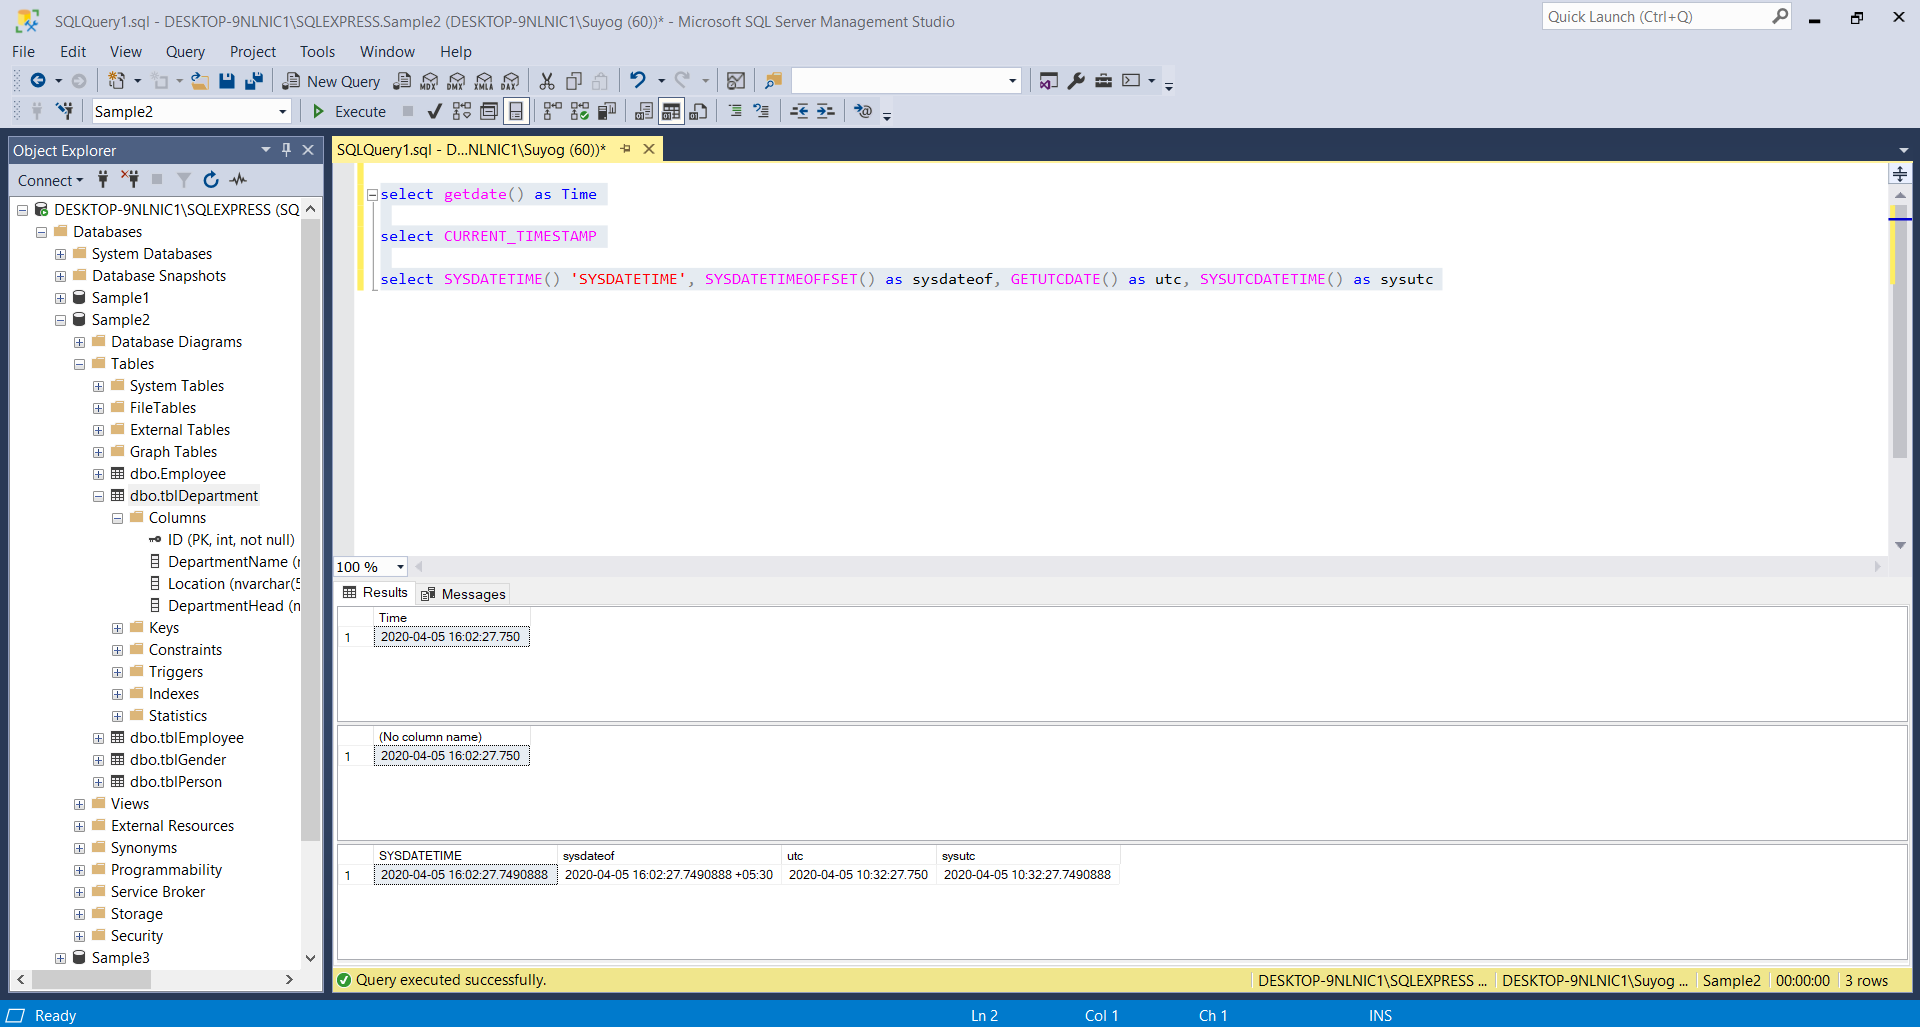 SQLQuery1.sql - DESKTOP-9NLNIC1\SQLEXPRESS.Sample2 (DESKTOP-9NLNIC1\Suyog (60))* - Microsoft SQL Server Management Studio
Quick Launch (Ctrl+Q)
File Edit View Query Project Tools Window Help
New Query MDX DMX XMLA DAX
Sample2 Execute
Object Explorer
Connect
DESKTOP-9NLNIC1\SQLEXPRESS (SQ
Databases
System Databases
Database Snapshots
Sample1
Sample2
Database Diagrams
Tables
System Tables
FileTables
External Tables
Graph Tables
dbo.Employee
dbo.tblDepartment
Columns
ID (PK, int, not null)
DepartmentName (n
Location (nvarchar(5
DepartmentHead (n
Keys
Constraints
Triggers
Indexes
Statistics
dbo.tblEmployee
dbo.tblGender
dbo.tblPerson
Views
External Resources
Synonyms
Programmability
Service Broker
Storage
Security
Sample3
SQLQuery1.sql - D...NLNIC1\Suyog (60))*
select getdate() as Time
select CURRENT_TIMESTAMP
select SYSDATETIME() 'SYSDATETIME', SYSDATETIMEOFFSET() as sysdateof, GETUTCDATE() as utc, SYSUTCDATETIME() as sysutc
100 %
Results Messages
Time
1 2020-04-05 16:02:27.750
(No column name)
1 2020-04-05 16:02:27.750
SYSDATETIME sysdateof utc sysutc
1 2020-04-05 16:02:27.7490888 2020-04-05 16:02:27.7490888 +05:30 2020-04-05 10:32:27.750 2020-04-05 10:32:27.7490888
Query executed successfully. DESKTOP-9NLNIC1\SQLEXPRESS ... DESKTOP-9NLNIC1\Suyog ... Sample2 00:00:00 3 rows
Ready Ln 2 Col 1 Ch 1 INS